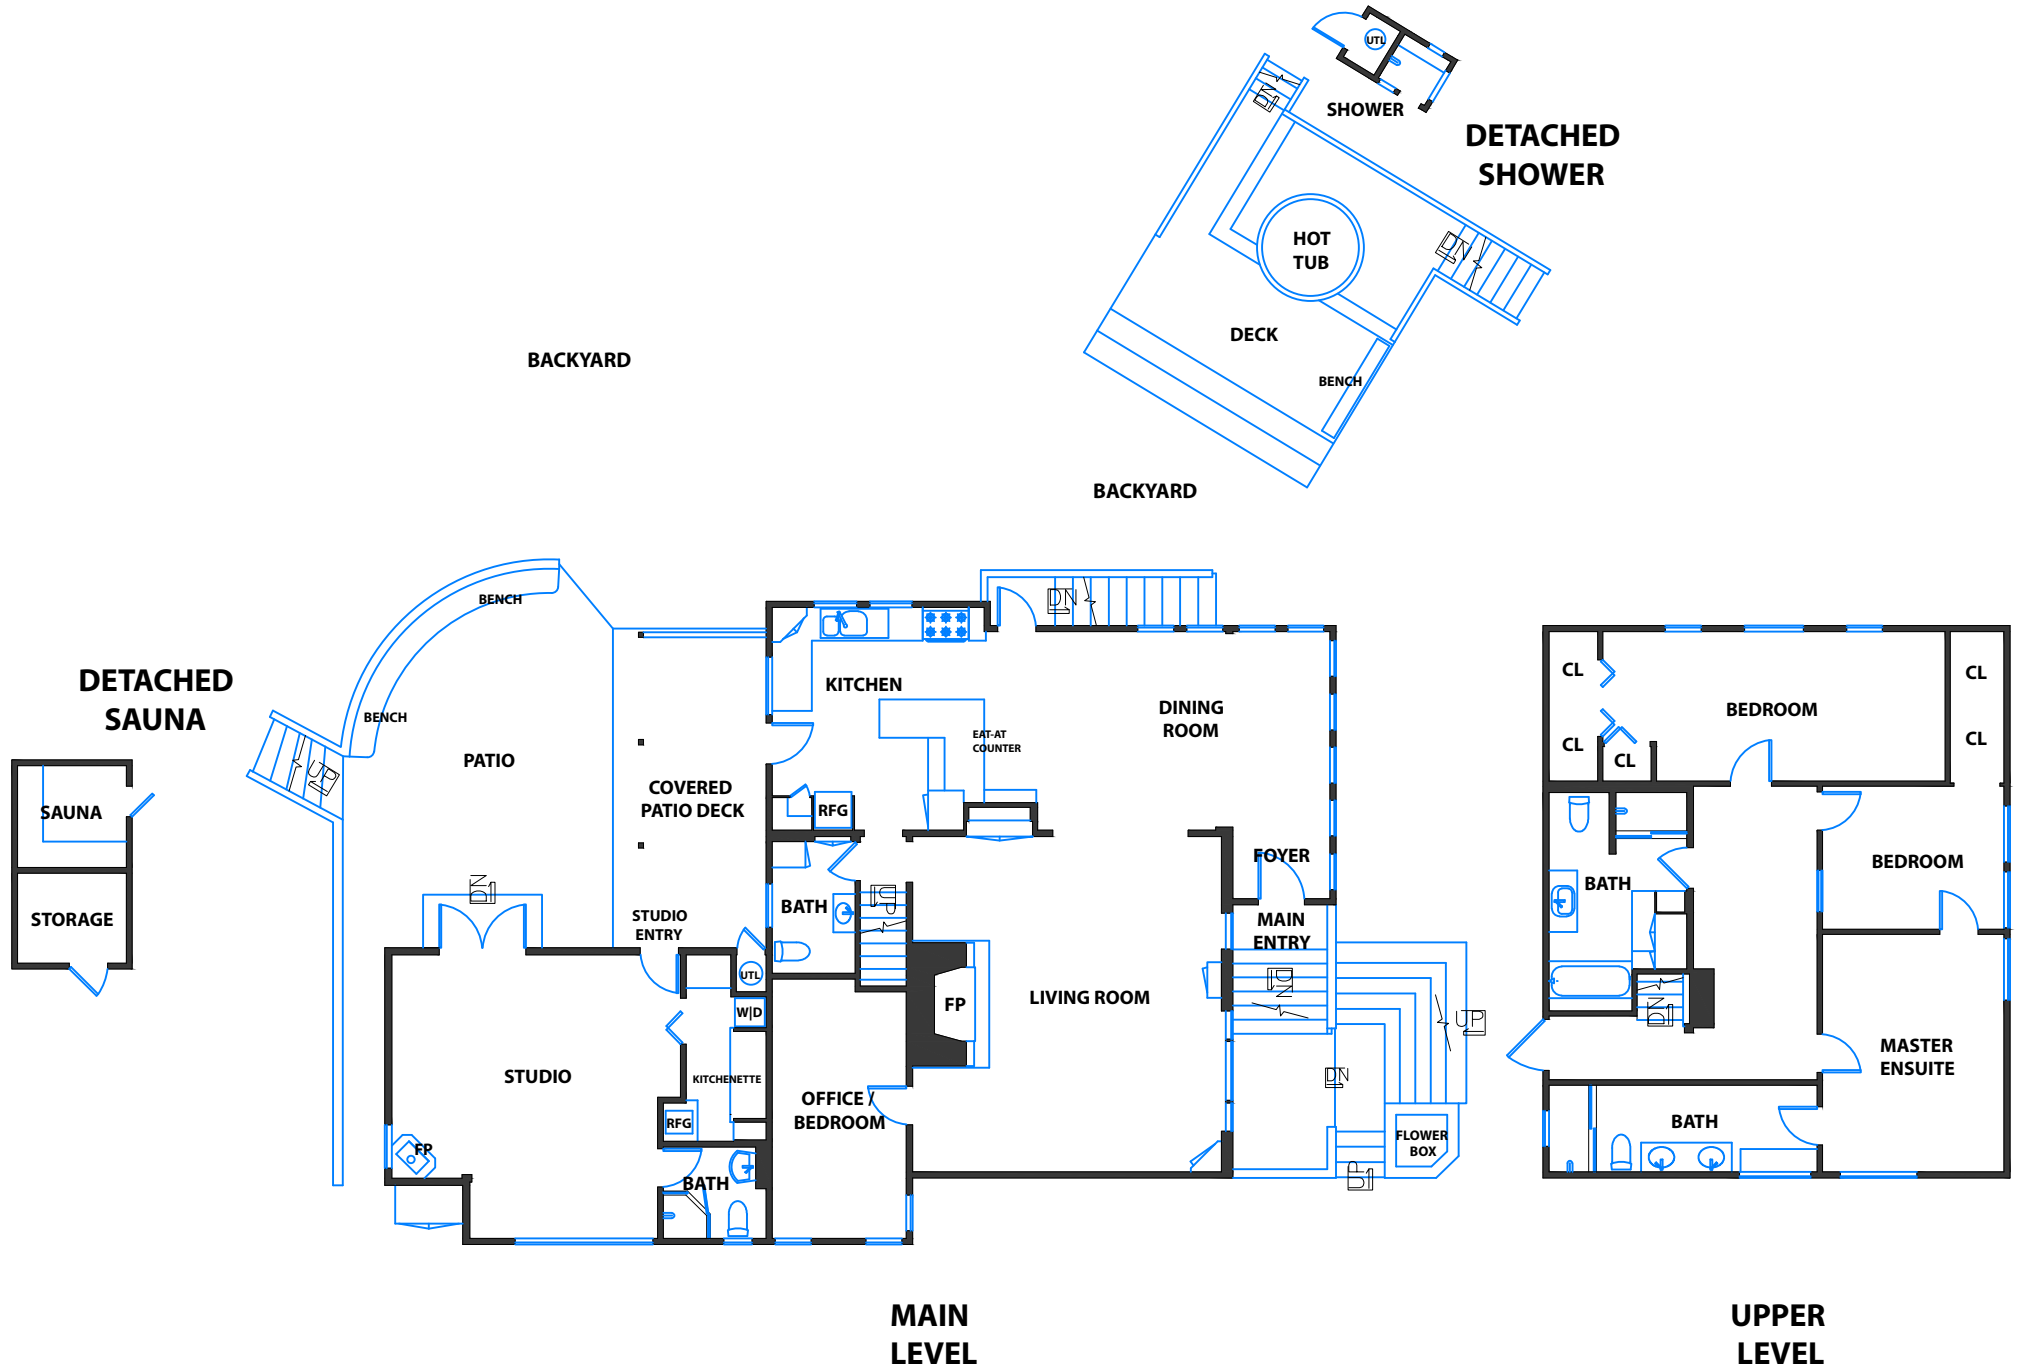 UTL
DN
SHOWER
DETACHED
SHOWER
HOT
TUB
DN
DECK
BENCH
BACKYARD
BACKYARD
BENCH
BENCH
DETACHED
SAUNA
UP
PATIO
SAUNA
STORAGE
COVERED
PATIO DECK
DN
STUDIO
ENTRY
DN
KITCHEN
EAT-AT
COUNTER
DINING
ROOM
RFG
FOYER
BATH
UP
MAIN
ENTRY
DN
UTL
W|D
FP
LIVING ROOM
UP
STUDIO
KITCHENETTE
DN
OFFICE /
BEDROOM
RFG
FP
BATH
FLOWER
BOX
UP
CL
CL
CL
BEDROOM
CL
CL
BATH
BEDROOM
DN
MASTER
ENSUITE
BATH
MAIN
LEVEL
UPPER
LEVEL